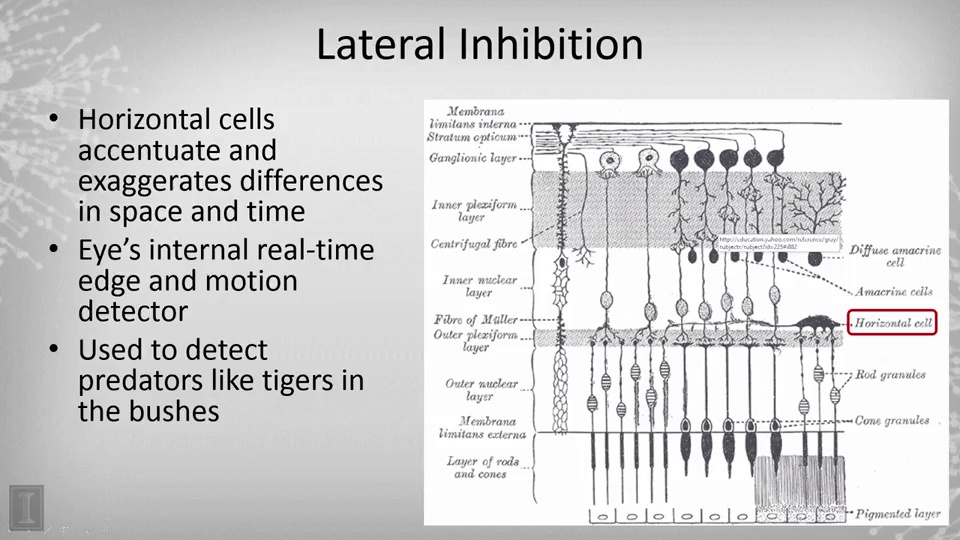 Lateral Inhibition
• Horizontal cells
accentuate and
exaggerates differences
in space and time
• Eye's internal real-time
edge and motion
detector
• Used to detect
predators like tigers in
the bushes
Membrana
limitans interna
Stratum opticum
Ganglionic layer
Inner plexiform
layer
Centrifugal fibre
Inner nuclear
layer
Fibre of Müller
Outer plexiform
layer
Outer nuclear
layer
Membrana
limitans externa
Layer of rods
and cones
Diffuse amacrine
cell
Amacrine cells
Horizontal cell
Rod granules
Cone granules
Pigmented layer
I